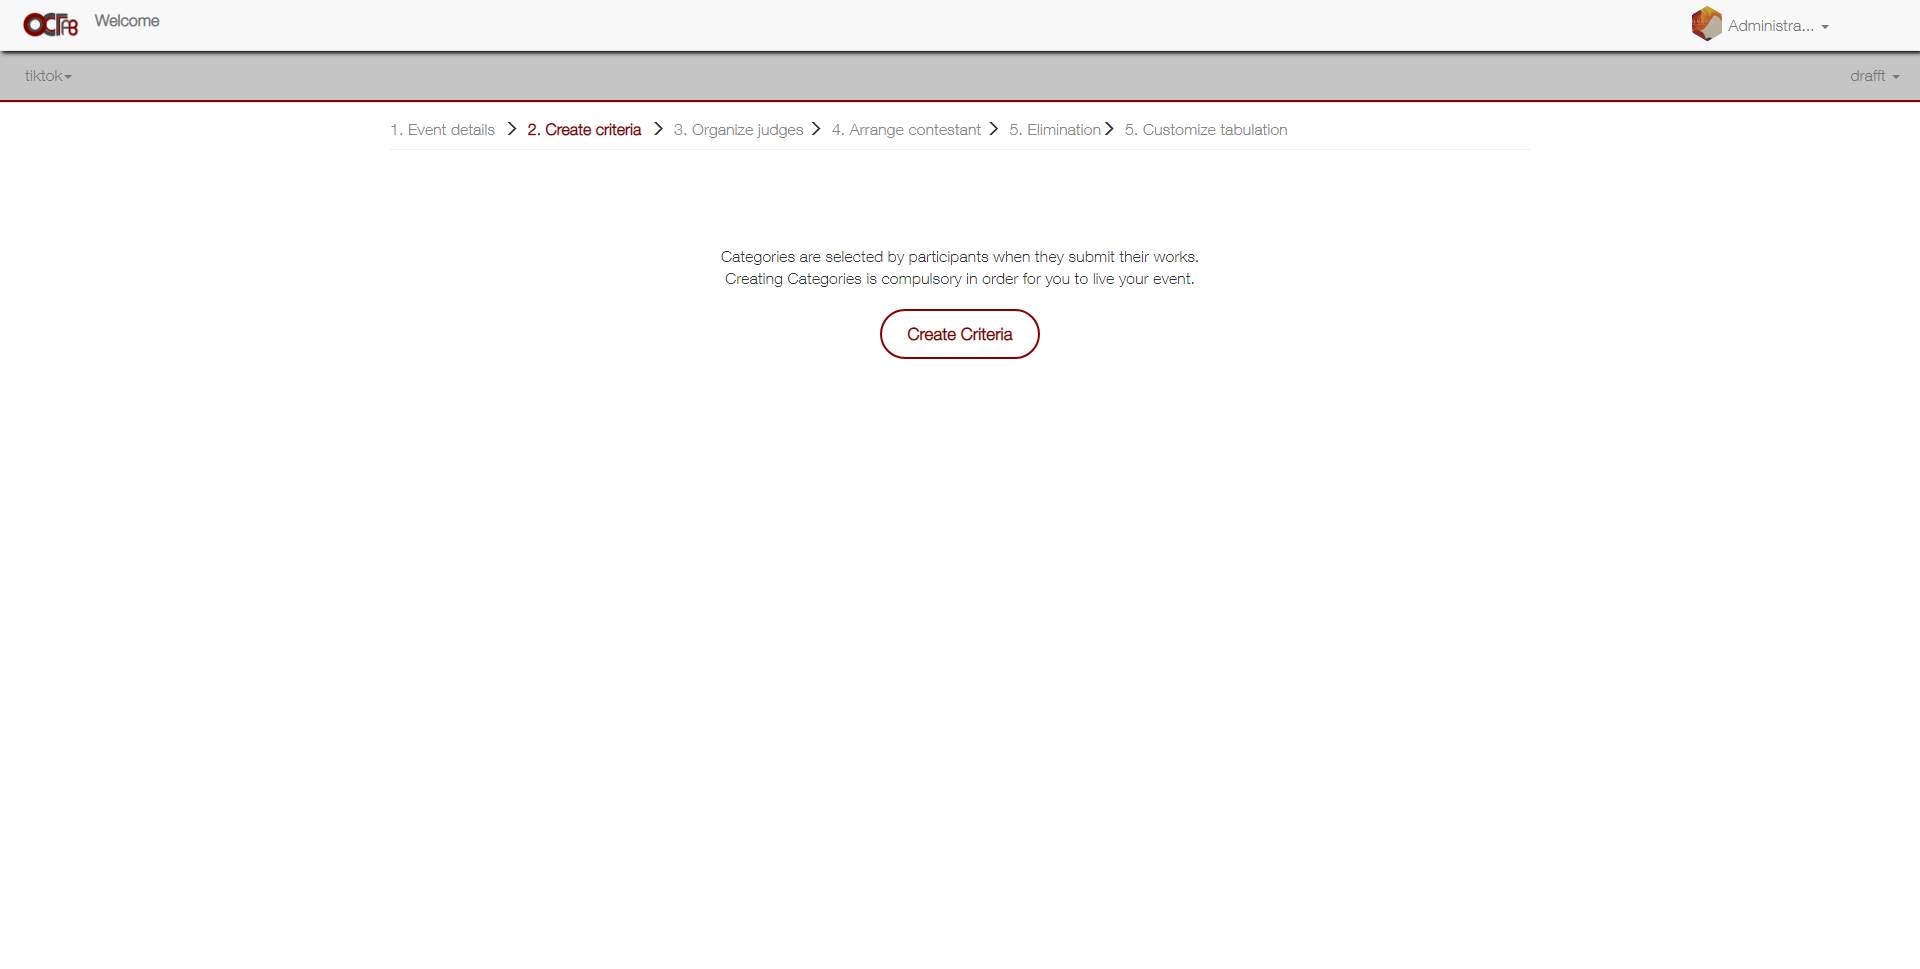 OCTAB Welcome
Administra...
tiktok
drafft
1. Event details 2. Create criteria 3. Organize judges 4. Arrange contestant 5. Elimination 5. Customize tabulation
Categories are selected by participants when they submit their works.
Creating Categories is compulsory in order for you to live your event.
Create Criteria